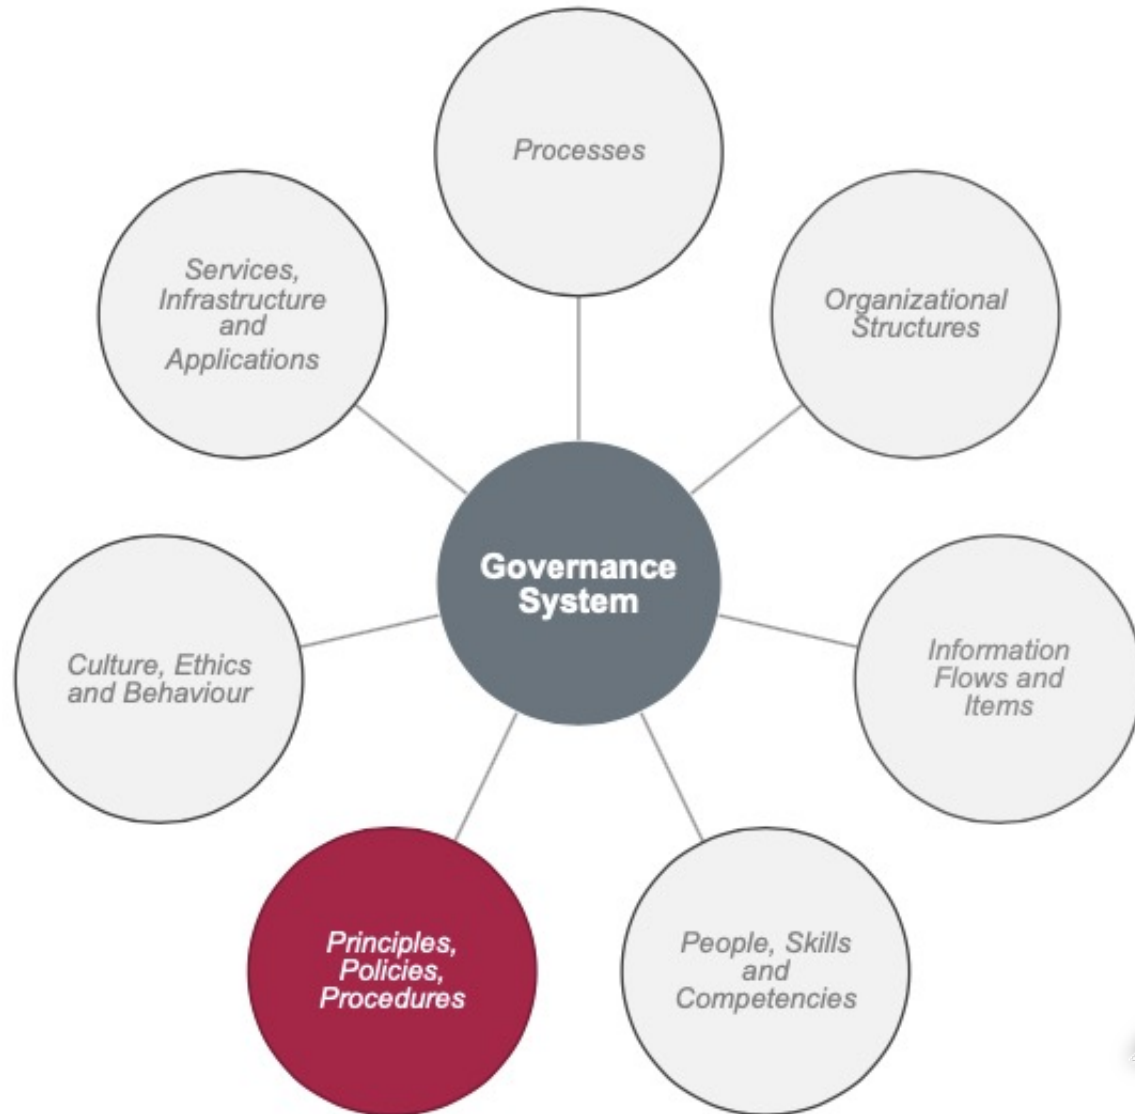 Processes
Services,
Infrastructure
and
Applications
Organizational
Structures
Governance
System
Culture, Ethics
and Behaviour
Information
Flows and
Items
Principles,
Policies,
Procedures
People, Skills
and
Competencies